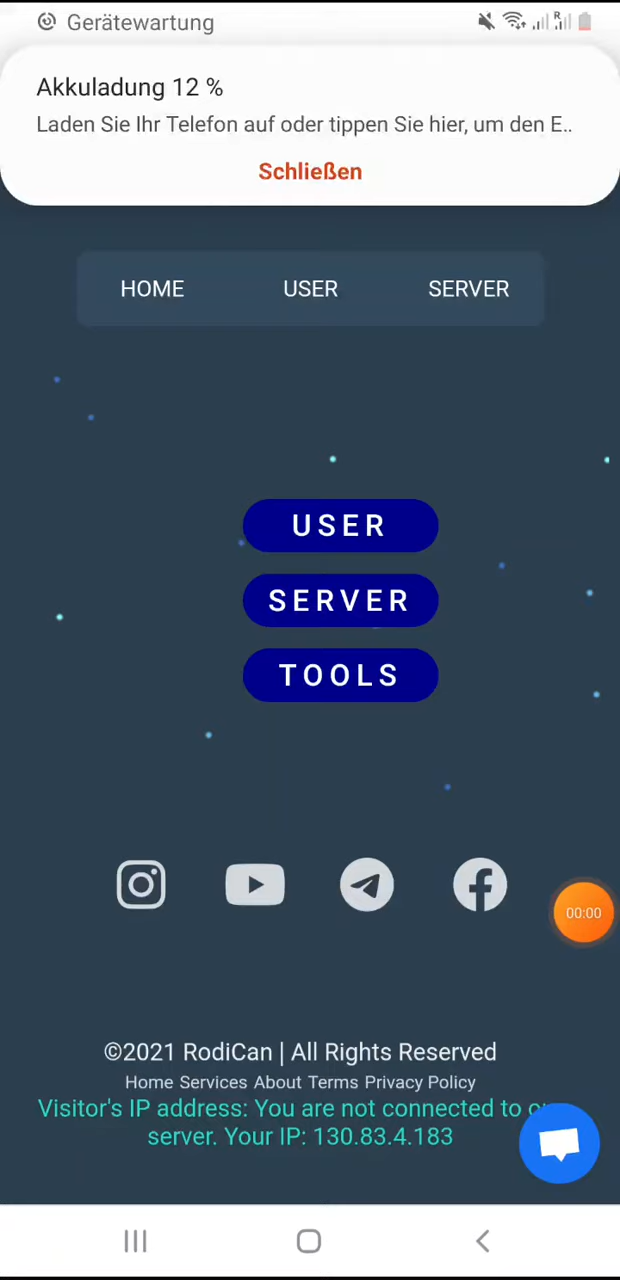 Gerätewartung
R
Akkuladung 12 %
Laden Sie Ihr Telefon auf oder tippen Sie hier, um den E..
Schließen
HOME USER SERVER
USER
SERVER
TOOLS
00:00
©2021 RodiCan | All Rights Reserved
Home Services About Terms Privacy Policy
Visitor's IP address: You are not connected to
server. Your IP: 130.83.4.183